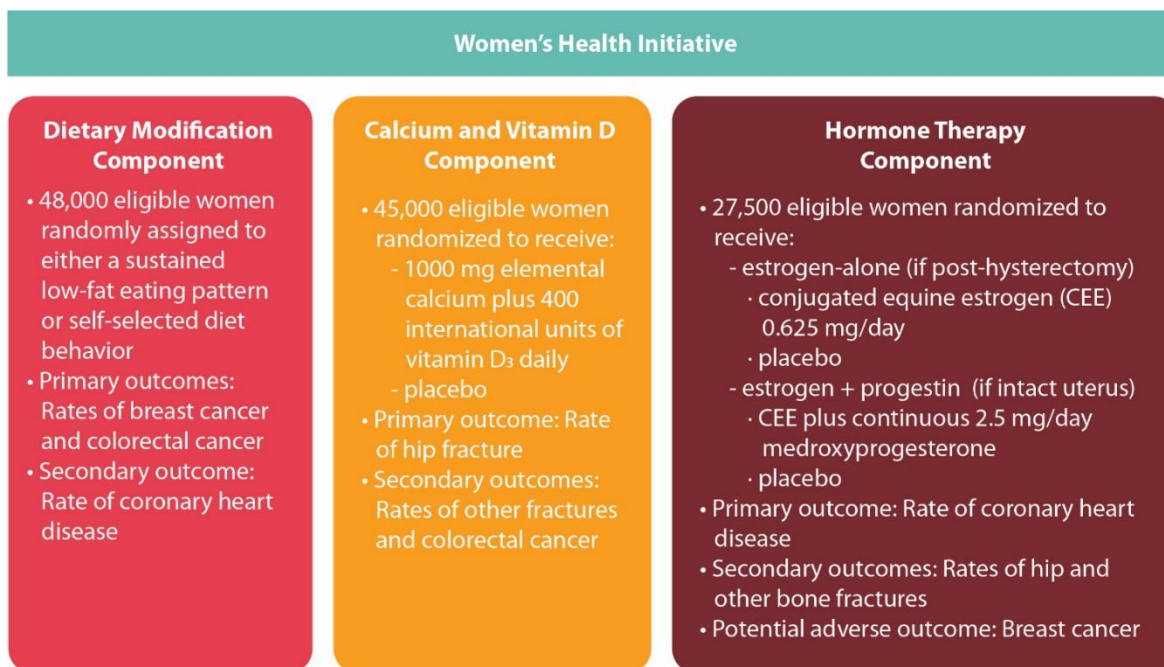 Women’s Health Initiative
Dietary Modification
Component
• 48,000 eligible women
randomly assigned to
either a sustained
low-fat eating pattern
or self-selected diet
behavior
• Primary outcomes:
Rates of breast cancer
and colorectal cancer
• Secondary outcome:
Rate of coronary heart
disease
Calcium and Vitamin D
Component
• 45,000 eligible women
randomized to receive:
- 1000 mg elemental
calcium plus 400
international units of
vitamin D₃ daily
- placebo
• Primary outcome: Rate
of hip fracture
• Secondary outcomes:
Rates of other fractures
and colorectal cancer
Hormone Therapy
Component
• 27,500 eligible women randomized to
receive:
- estrogen-alone (if post-hysterectomy)
· conjugated equine estrogen (CEE)
0.625 mg/day
· placebo
- estrogen + progestin (if intact uterus)
· CEE plus continuous 2.5 mg/day
medroxyprogesterone
· placebo
• Primary outcome: Rate of coronary heart
disease
• Secondary outcomes: Rates of hip and
other bone fractures
• Potential adverse outcome: Breast cancer